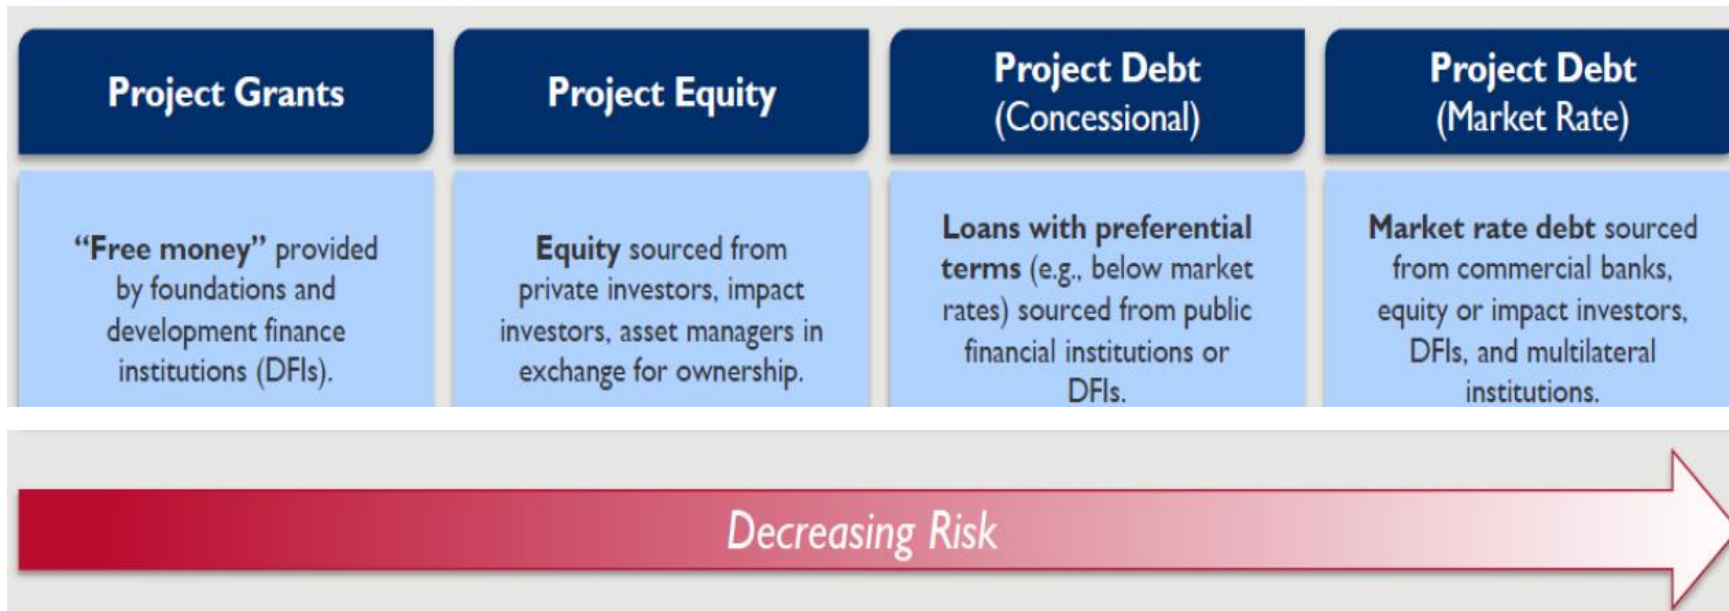 Project Grants
Project Equity
Project Debt
(Concessional)
Project Debt
(Market Rate)
“Free money” provided
by foundations and
development finance
institutions (DFIs).
Equity sourced from
private investors, impact
investors, asset managers in
exchange for ownership.
Loans with preferential
terms (e.g., below market
rates) sourced from public
financial institutions or
DFIs.
Market rate debt sourced
from commercial banks,
equity or impact investors,
DFIs, and multilateral
institutions.
Decreasing Risk